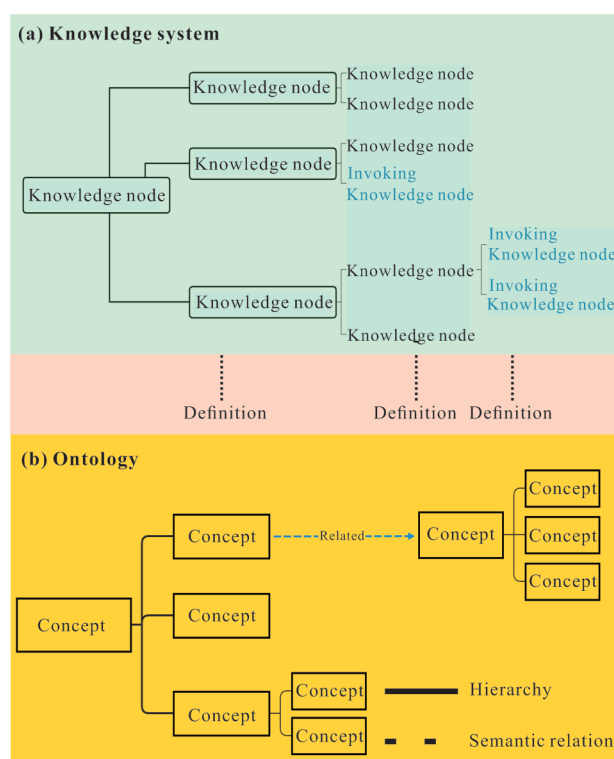 (a) Knowledge system
Knowledge node
Knowledge node
Knowledge node
Knowledge node
Knowledge node
Knowledge node
Invoking
Knowledge node
Knowledge node
Knowledge node
Invoking
Knowledge node
Invoking
Knowledge node
Knowledge node
Definition
Definition
Definition
(b) Ontology
Concept
Concept
Related
Concept
Concept
Concept
Concept
Concept
Concept
Concept
Concept
Hierarchy
Semantic relation